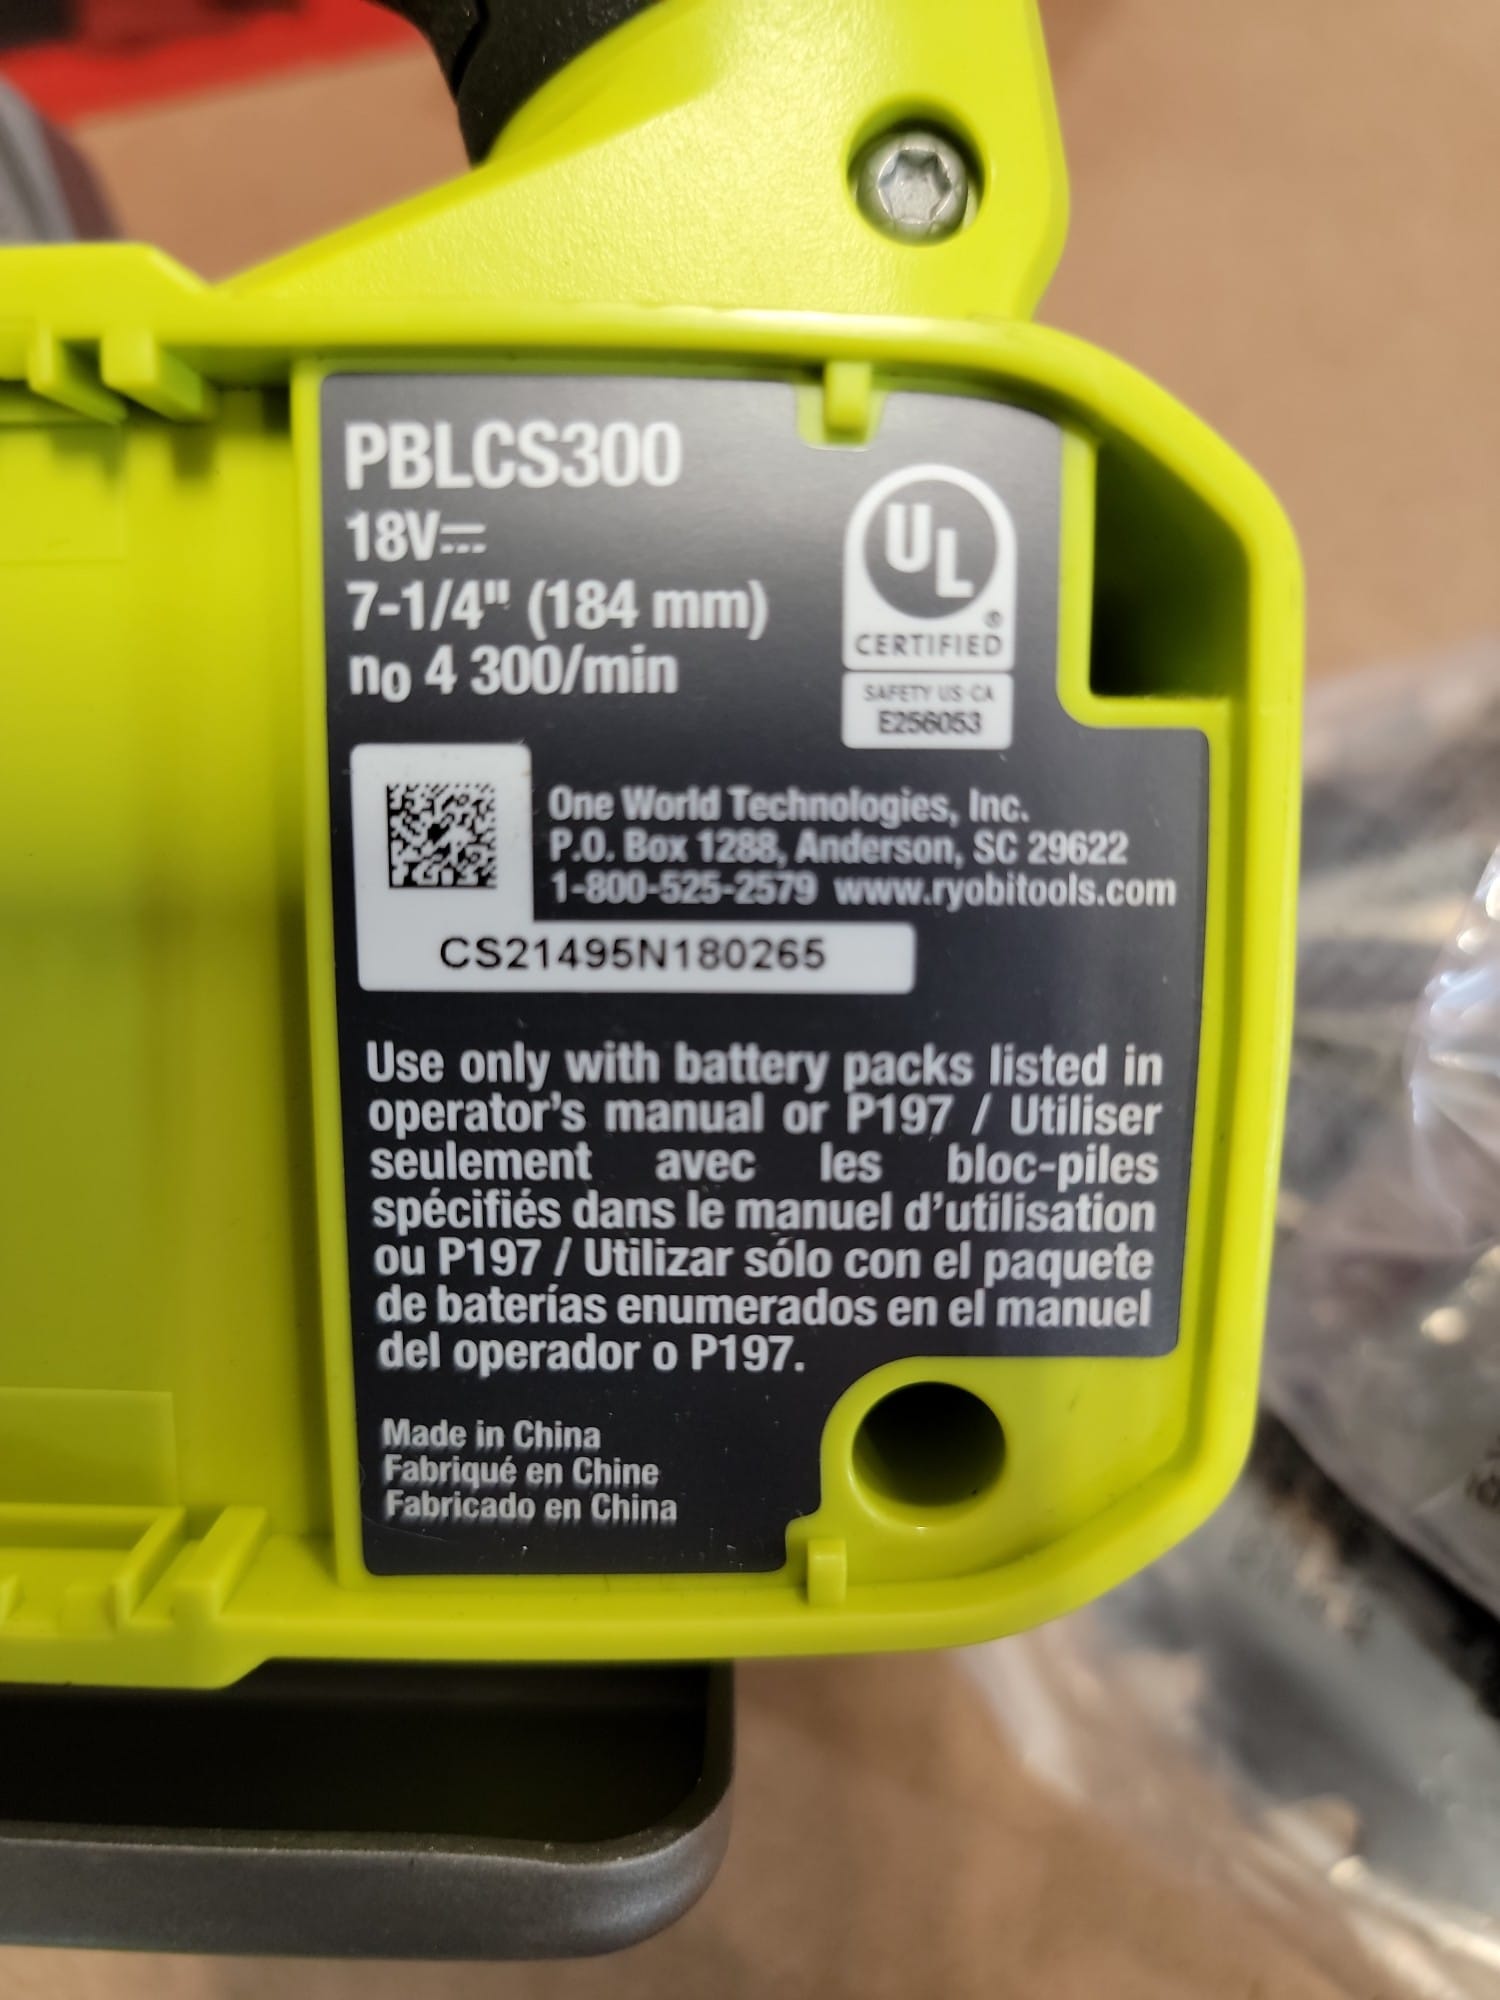 PBLCS300
18V⎓
7-1/4" (184 mm)
n₀ 4 300/min
UL
®
CERTIFIED
SAFETY US-CA
E256053
One World Technologies, Inc.
P.O. Box 1288, Anderson, SC 29622
1-800-525-2579 www.ryobitools.com
CS21495N180265
Use only with battery packs listed in
operator's manual or P197 / Utiliser
seulement avec les bloc-piles
spécifiés dans le manuel d'utilisation
ou P197 / Utilizar sólo con el paquete
de baterías enumerados en el manuel
del operador o P197.
Made in China
Fabriqué en Chine
Fabricado en China